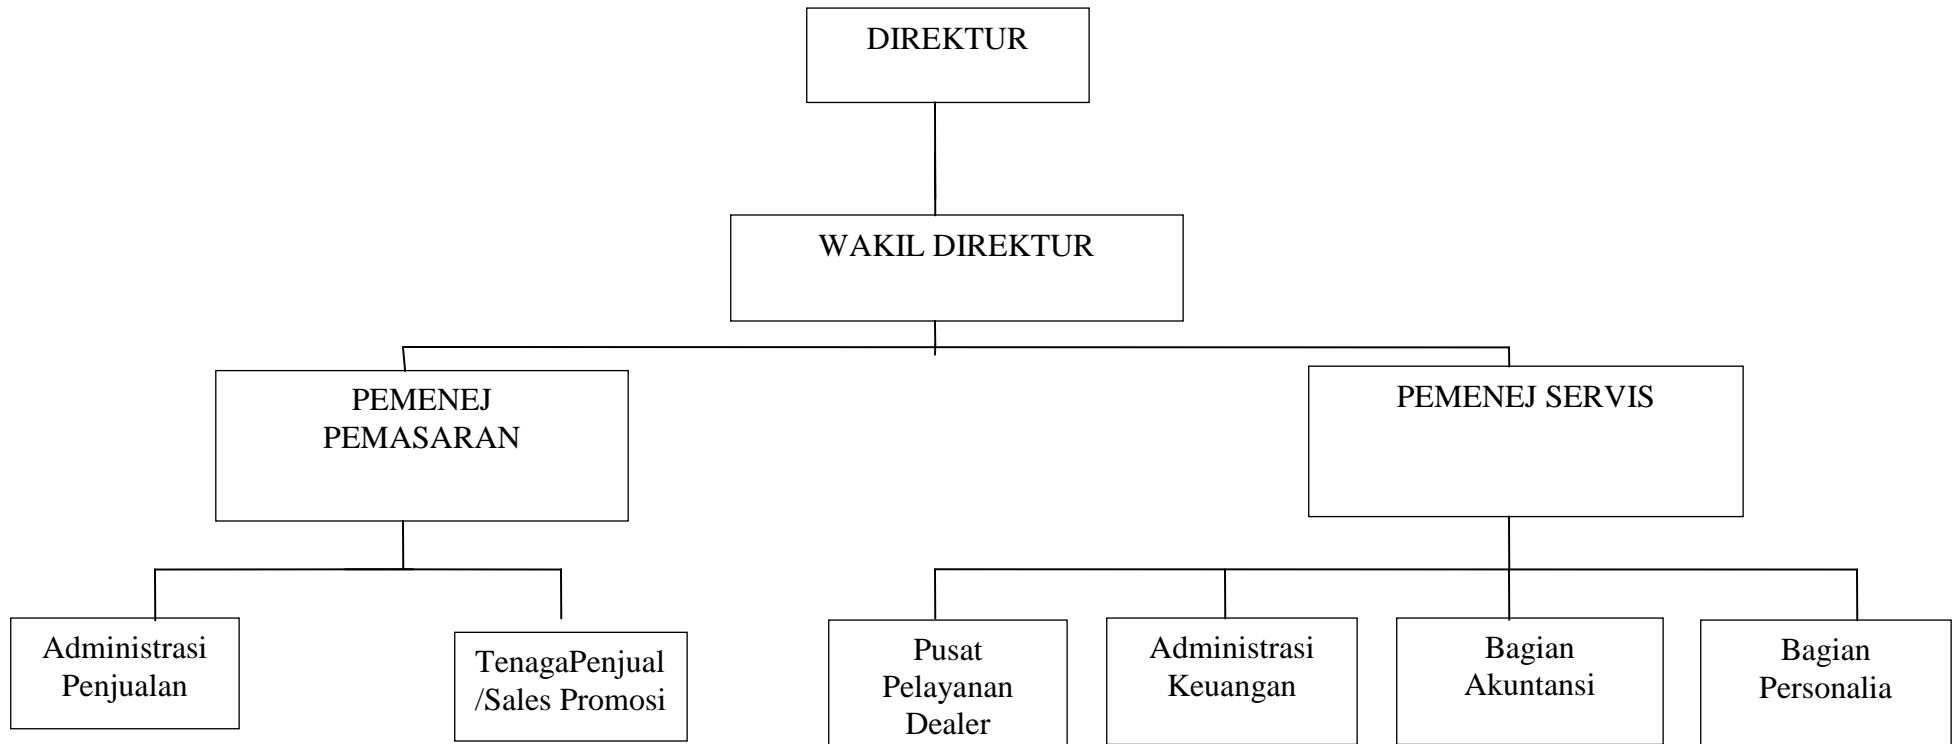 DIREKTUR
WAKIL DIREKTUR
PEMENEJ
PEMASARAN
PEMENEJ SERVIS
Administrasi
Penjualan
TenagaPenjual
/Sales Promosi
Pusat
Pelayanan
Dealer
Administrasi
Keuangan
Bagian
Akuntansi
Bagian
Personalia